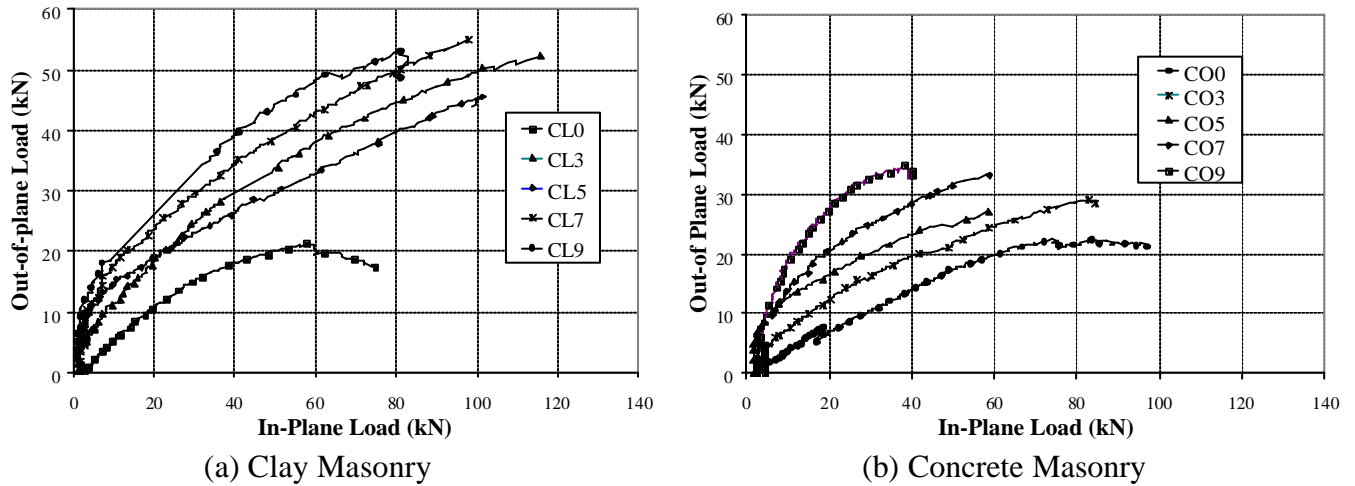 60
50
40
30
20
10
0
Out-of-plane Load (kN)
CL0
CL3
CL5
CL7
CL9
0 20 40 60 80 100 120 140
In-Plane Load (kN)
(a) Clay Masonry
60
50
40
30
20
10
0
Out-of Plane Load (kN)
CO0
CO3
CO5
CO7
CO9
0 20 40 60 80 100 120 140
In-Plane Load (kN)
(b) Concrete Masonry